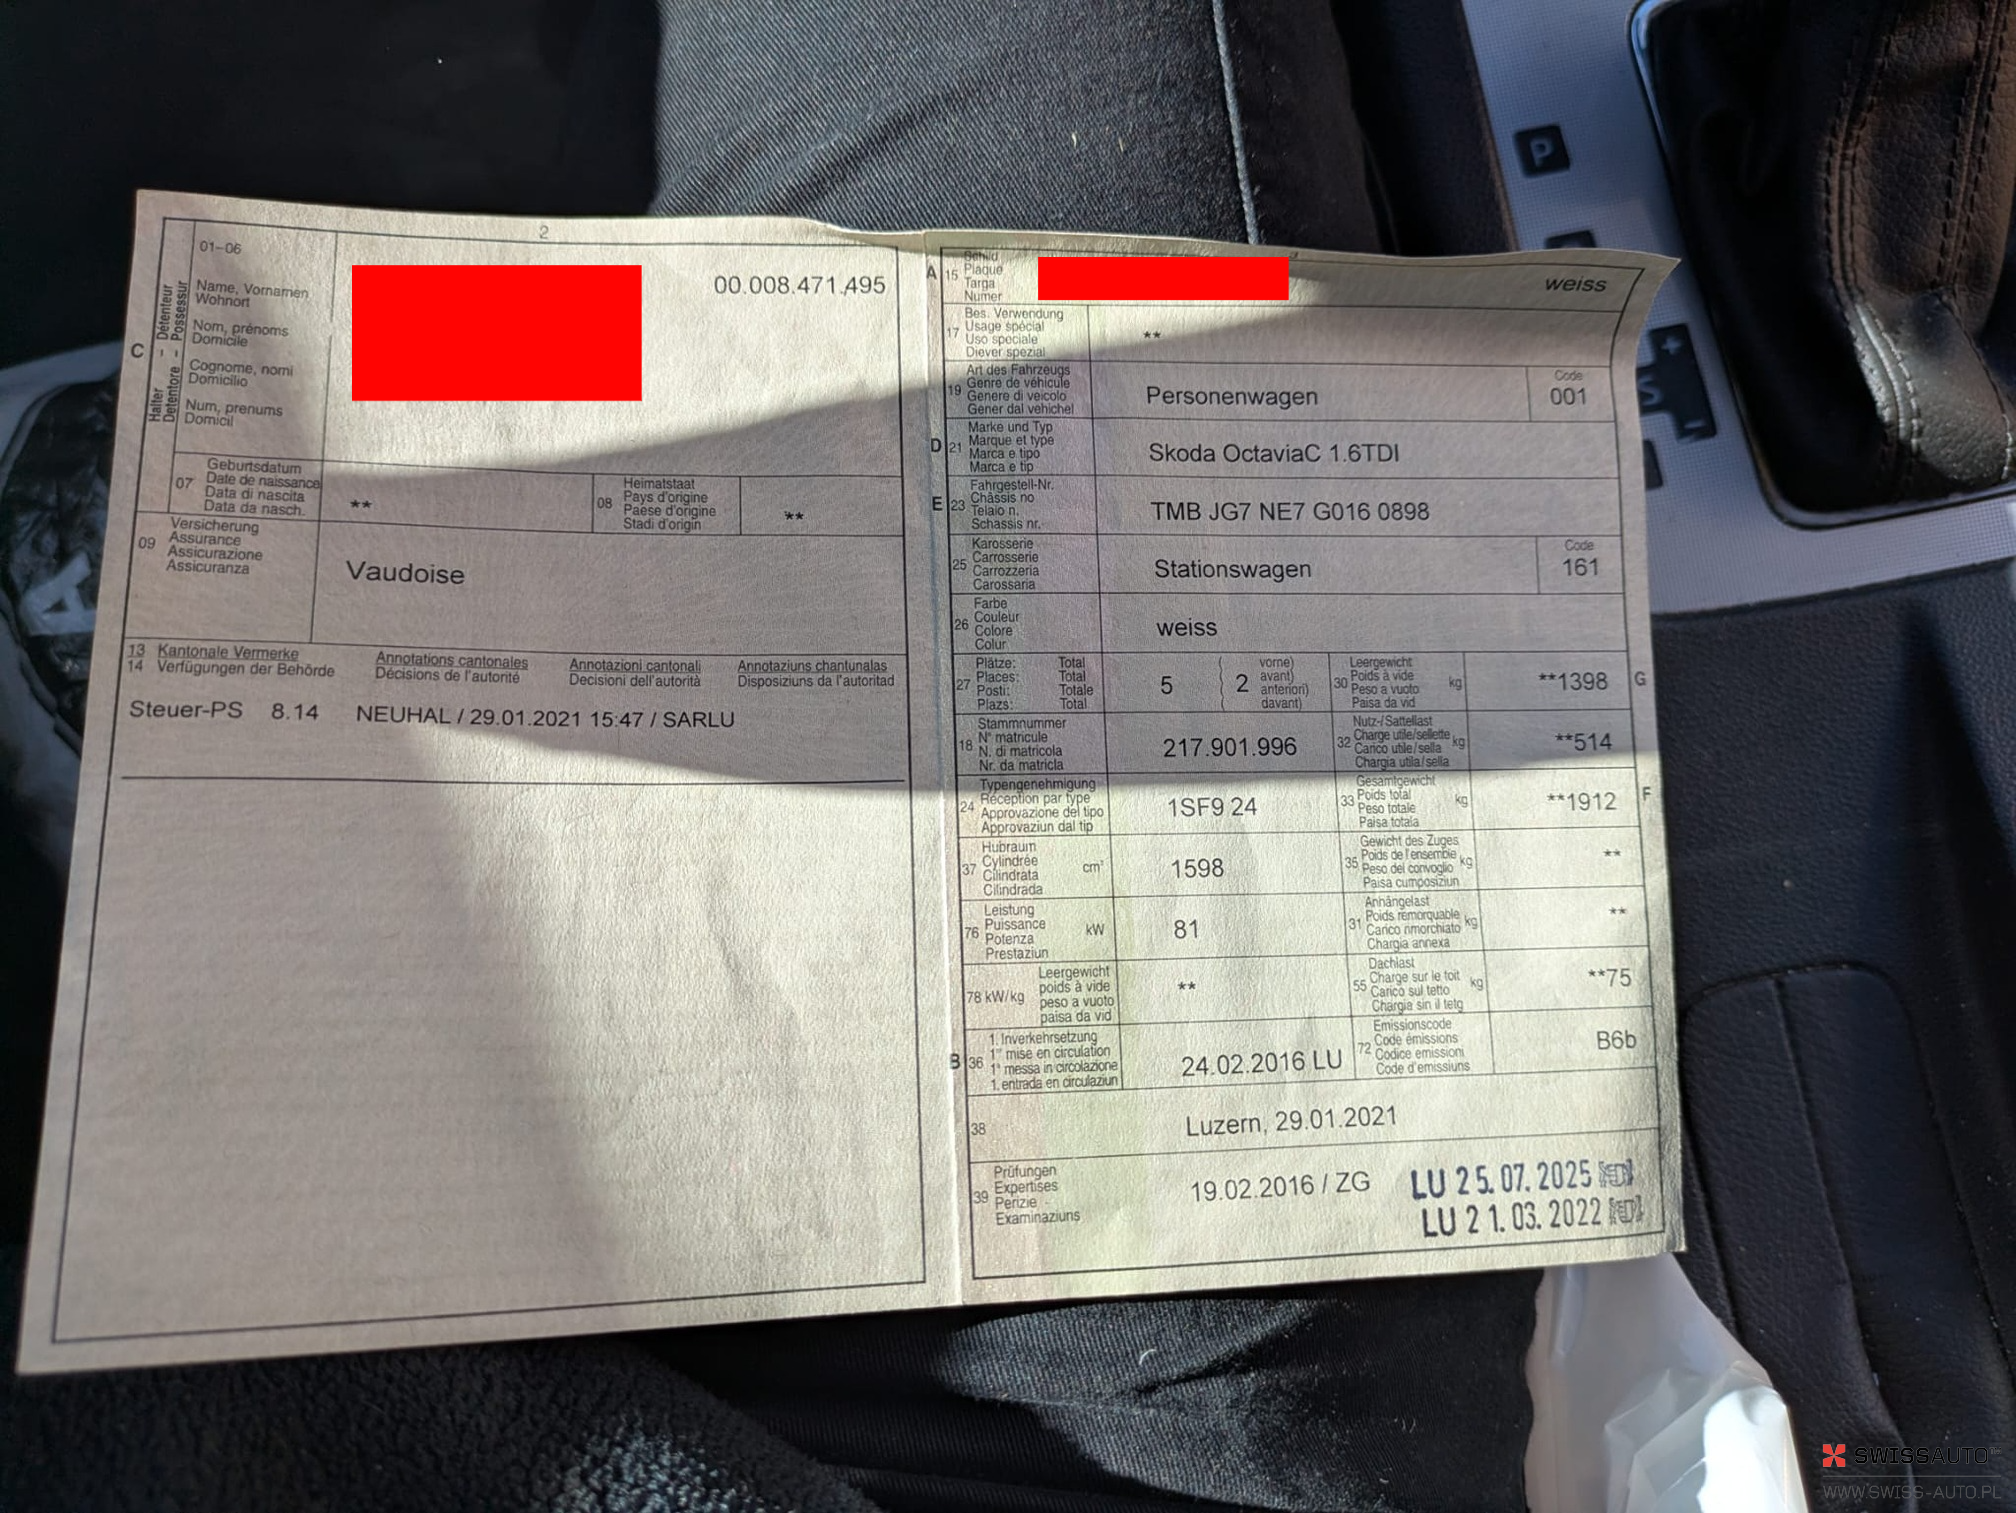 2
01–06
Name, Vornamen
Wohnort
Nom, prénoms
Domicile
Cognome, nomi
Domicilio
Num, prenums
Domicil
C
Halter – Détenteur
Detentore – Possessur
00.008.471.495
07
Geburtsdatum
Date de naissance
Data di nascita
Data da nasch.
**
08
Heimatstaat
Pays d'origine
Paese d'origine
Stadi d'origin
**
09
Versicherung
Assurance
Assicurazione
Assicuranza
Vaudoise
13 Kantonale Vermerke
14 Verfügungen der Behörde
Annotations cantonales
Décisions de l'autorité
Annotazioni cantonali
Decisioni dell'autorità
Annotaziuns chantunalas
Disposiziuns da l'autoritad
Steuer-PS 8.14 NEUHAL / 29.01.2021 15:47 / SARLU
A 15
Schild
Plaque
Targa
Numer
weiss
17
Bes. Verwendung
Usage spécial
Uso speciale
Diever spezial
**
19
Art des Fahrzeugs
Genre de véhicule
Genere di veicolo
Gener dal vehichel
Personenwagen
Code
001
D 21
Marke und Typ
Marque et type
Marca e tipo
Marca e tip
Skoda OctaviaC 1.6TDI
E 23
Fahrgestell-Nr.
Châssis no
Telaio n.
Schassis nr.
TMB JG7 NE7 G016 0898
25
Karosserie
Carrosserie
Carrozzeria
Carossaria
Stationswagen
Code
161
26
Farbe
Couleur
Colore
Colur
weiss
27
Plätze: Total
Places: Total
Posti: Totale
Plazs: Total
5
( 2 vorne)
avant)
( anteriori)
( davant)
30
Leergewicht
Poids à vide
Peso a vuoto
Paisa da vid
kg
**1398
G
18
Stammnummer
N° matricule
N. di matricola
Nr. da matricla
217.901.996
32
Nutz-/Sattellast
Charge utile/sellette
Carico utile/sella
Chargia utila/sella
kg
**514
24
Typengenehmigung
Réception par type
Approvazione del tipo
Approvaziun dal tip
1SF9 24
33
Gesamtgewicht
Poids total
Peso totale
Paisa totala
kg
**1912
F
37
Hubraum
Cylindrée
Cilindrata
Cilindrada
cm³
1598
35
Gewicht des Zuges
Poids de l'ensemble
Peso del convoglio
Paisa cumposiziun
kg
**
76
Leistung
Puissance
Potenza
Prestaziun
kW
81
31
Anhängelast
Poids remorquable
Carico rimorchiato
Chargia annexa
kg
**
78 kW/kg
Leergewicht
poids à vide
peso a vuoto
paisa da vid
**
55
Dachlast
Charge sur le toit
Carico sul tetto
Chargia sin il tetg
kg
**75
B 36
1. Inverkehrsetzung
1re mise en circulation
1a messa in circolazione
1. entrada en circulaziun
24.02.2016 LU
72
Emissionscode
Code émissions
Codice emissioni
Code d'emissiuns
B6b
38
Luzern, 29.01.2021
39
Prüfungen
Expertises
Perizie
Examinaziuns
19.02.2016 / ZG
LU 25.07.2025
LU 21.03.2022
P
+
S
A
SWISSAUTO
WWW.SWISS-AUTO.PL